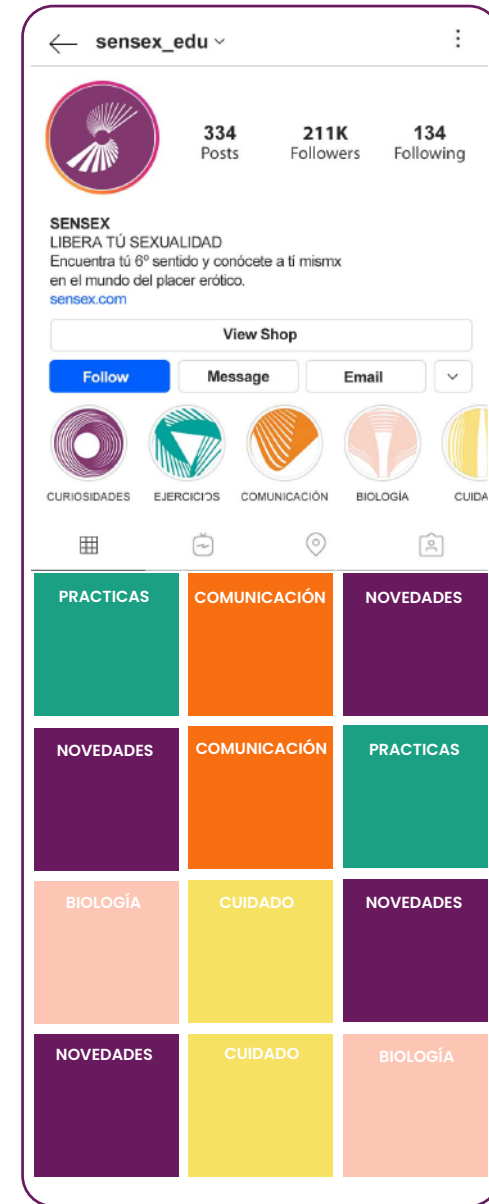 sensex_edu
334 211K 134
Posts Followers Following
SENSEX
LIBERA TÚ SEXUALIDAD
Encuentra tú 6º sentido y conócete a tí mismx
en el mundo del placer erótico.
sensex.com
View Shop
Follow Message Email
CURIOSIDADES EJERCICIOS COMUNICACIÓN BIOLOGÍA CUIDA
PRACTICAS COMUNICACIÓN NOVEDADES
NOVEDADES COMUNICACIÓN PRACTICAS
BIOLOGÍA CUIDADO NOVEDADES
NOVEDADES CUIDADO BIOLOGÍA